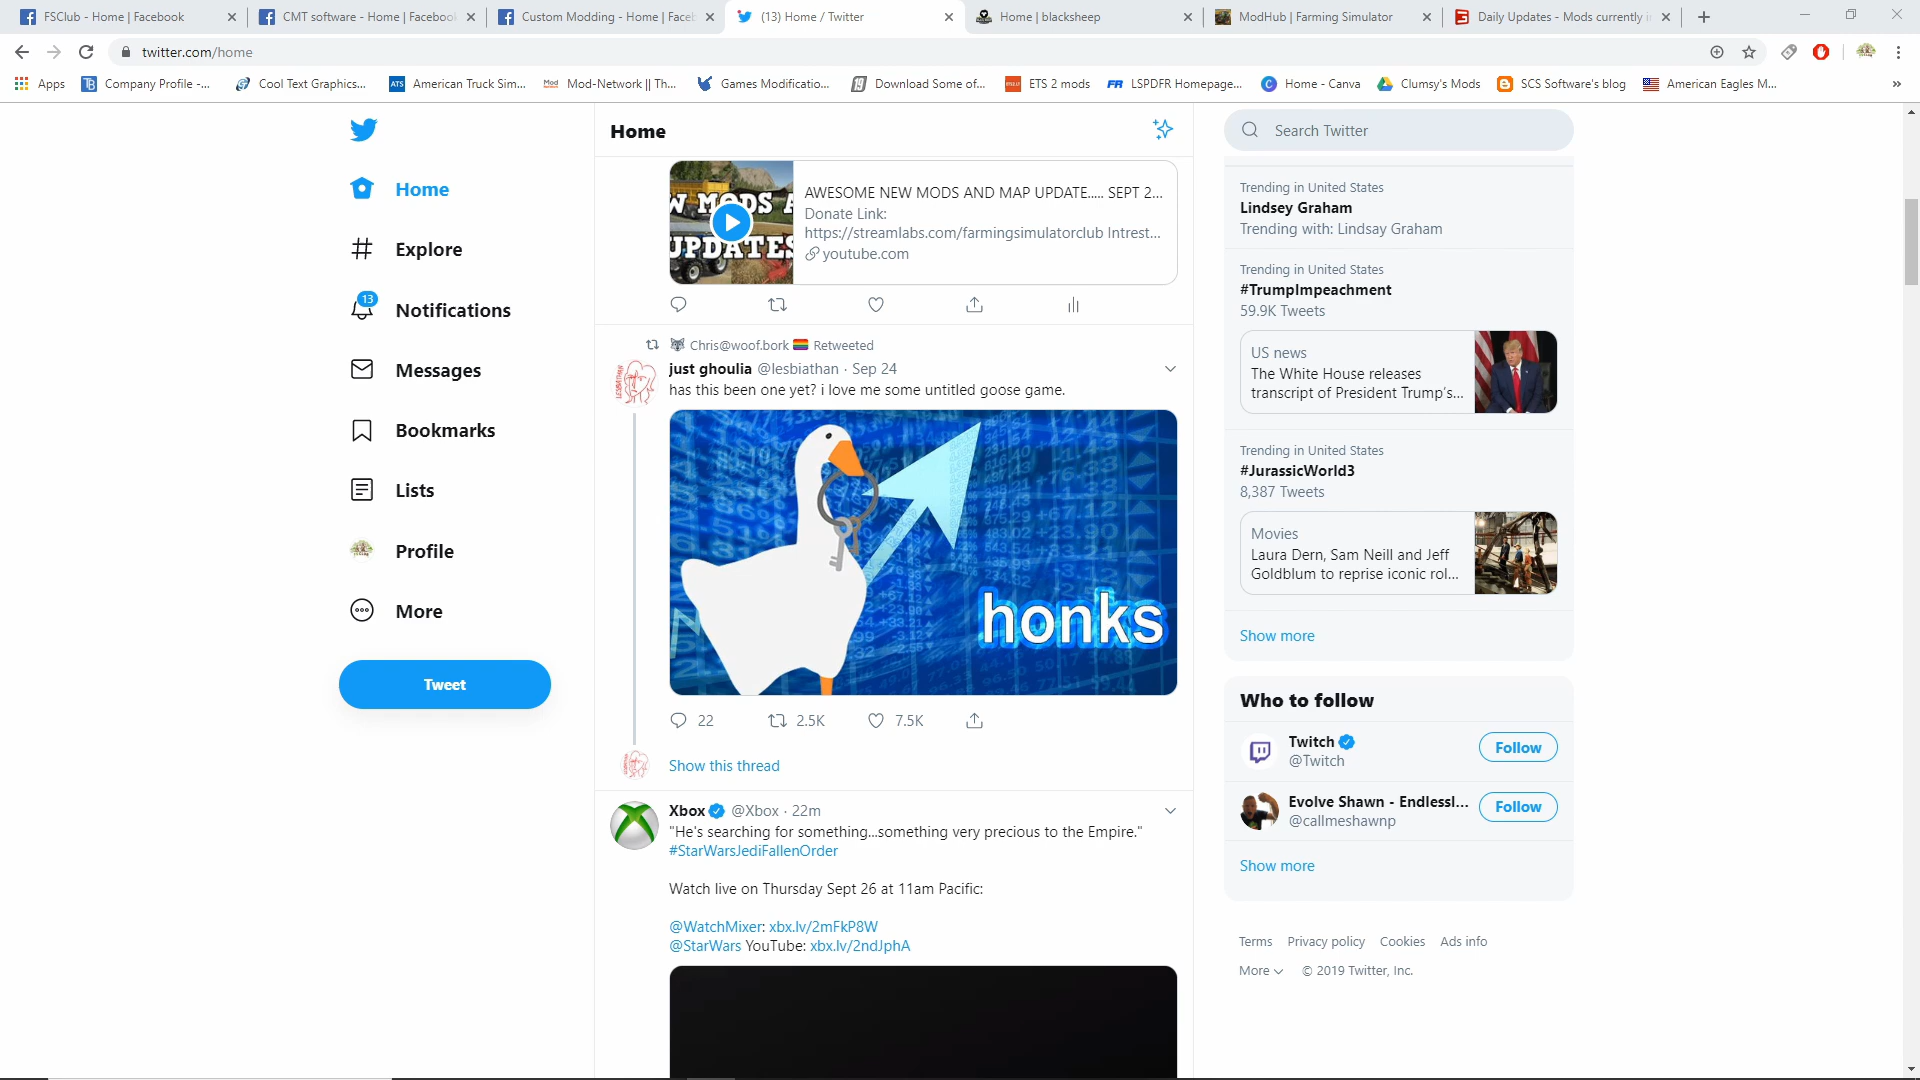 FSClub - Home | Facebook
CMT software - Home | Facebook
Custom Modding - Home | Faceb
(13) Home / Twitter
Home | blacksheep
ModHub | Farming Simulator
Daily Updates - Mods currently i
twitter.com/home
Apps
Company Profile -...
Cool Text Graphics...
ATS
American Truck Sim...
Mod
Mod-Network || Th...
Games Modificatio...
Download Some of...
ETS 2 mods
LSPDFR Homepage...
Home - Canva
Clumsy's Mods
SCS Software's blog
American Eagles M...
»
Home
Explore
13
Notifications
Messages
Bookmarks
Lists
Profile
More
Tweet
Home
W MODS A
UPDATES
AWESOME NEW MODS AND MAP UPDATE..... SEPT 2...
Donate Link:
https://streamlabs.com/farmingsimulatorclub Intrest...
youtube.com
Chris@woof.bork Retweeted
just ghoulia @lesbiathan · Sep 24
has this been one yet? i love me some untitled goose game.
honks
22
2.5K
7.5K
Show this thread
Xbox @Xbox · 22m
"He's searching for something...something very precious to the Empire."
#StarWarsJediFallenOrder
Watch live on Thursday Sept 26 at 11am Pacific:
@WatchMixer: xbx.lv/2mFkP8W
@StarWars YouTube: xbx.lv/2ndJphA
Search Twitter
Trending in United States
Lindsey Graham
Trending with: Lindsay Graham
Trending in United States
#TrumpImpeachment
59.9K Tweets
US news
The White House releases
transcript of President Trump's...
Trending in United States
#JurassicWorld3
8,387 Tweets
Movies
Laura Dern, Sam Neill and Jeff
Goldblum to reprise iconic rol...
Show more
Who to follow
Twitch
@Twitch
Follow
Evolve Shawn - Endlessl...
@callmeshawnp
Follow
Show more
Terms Privacy policy Cookies Ads info
More © 2019 Twitter, Inc.